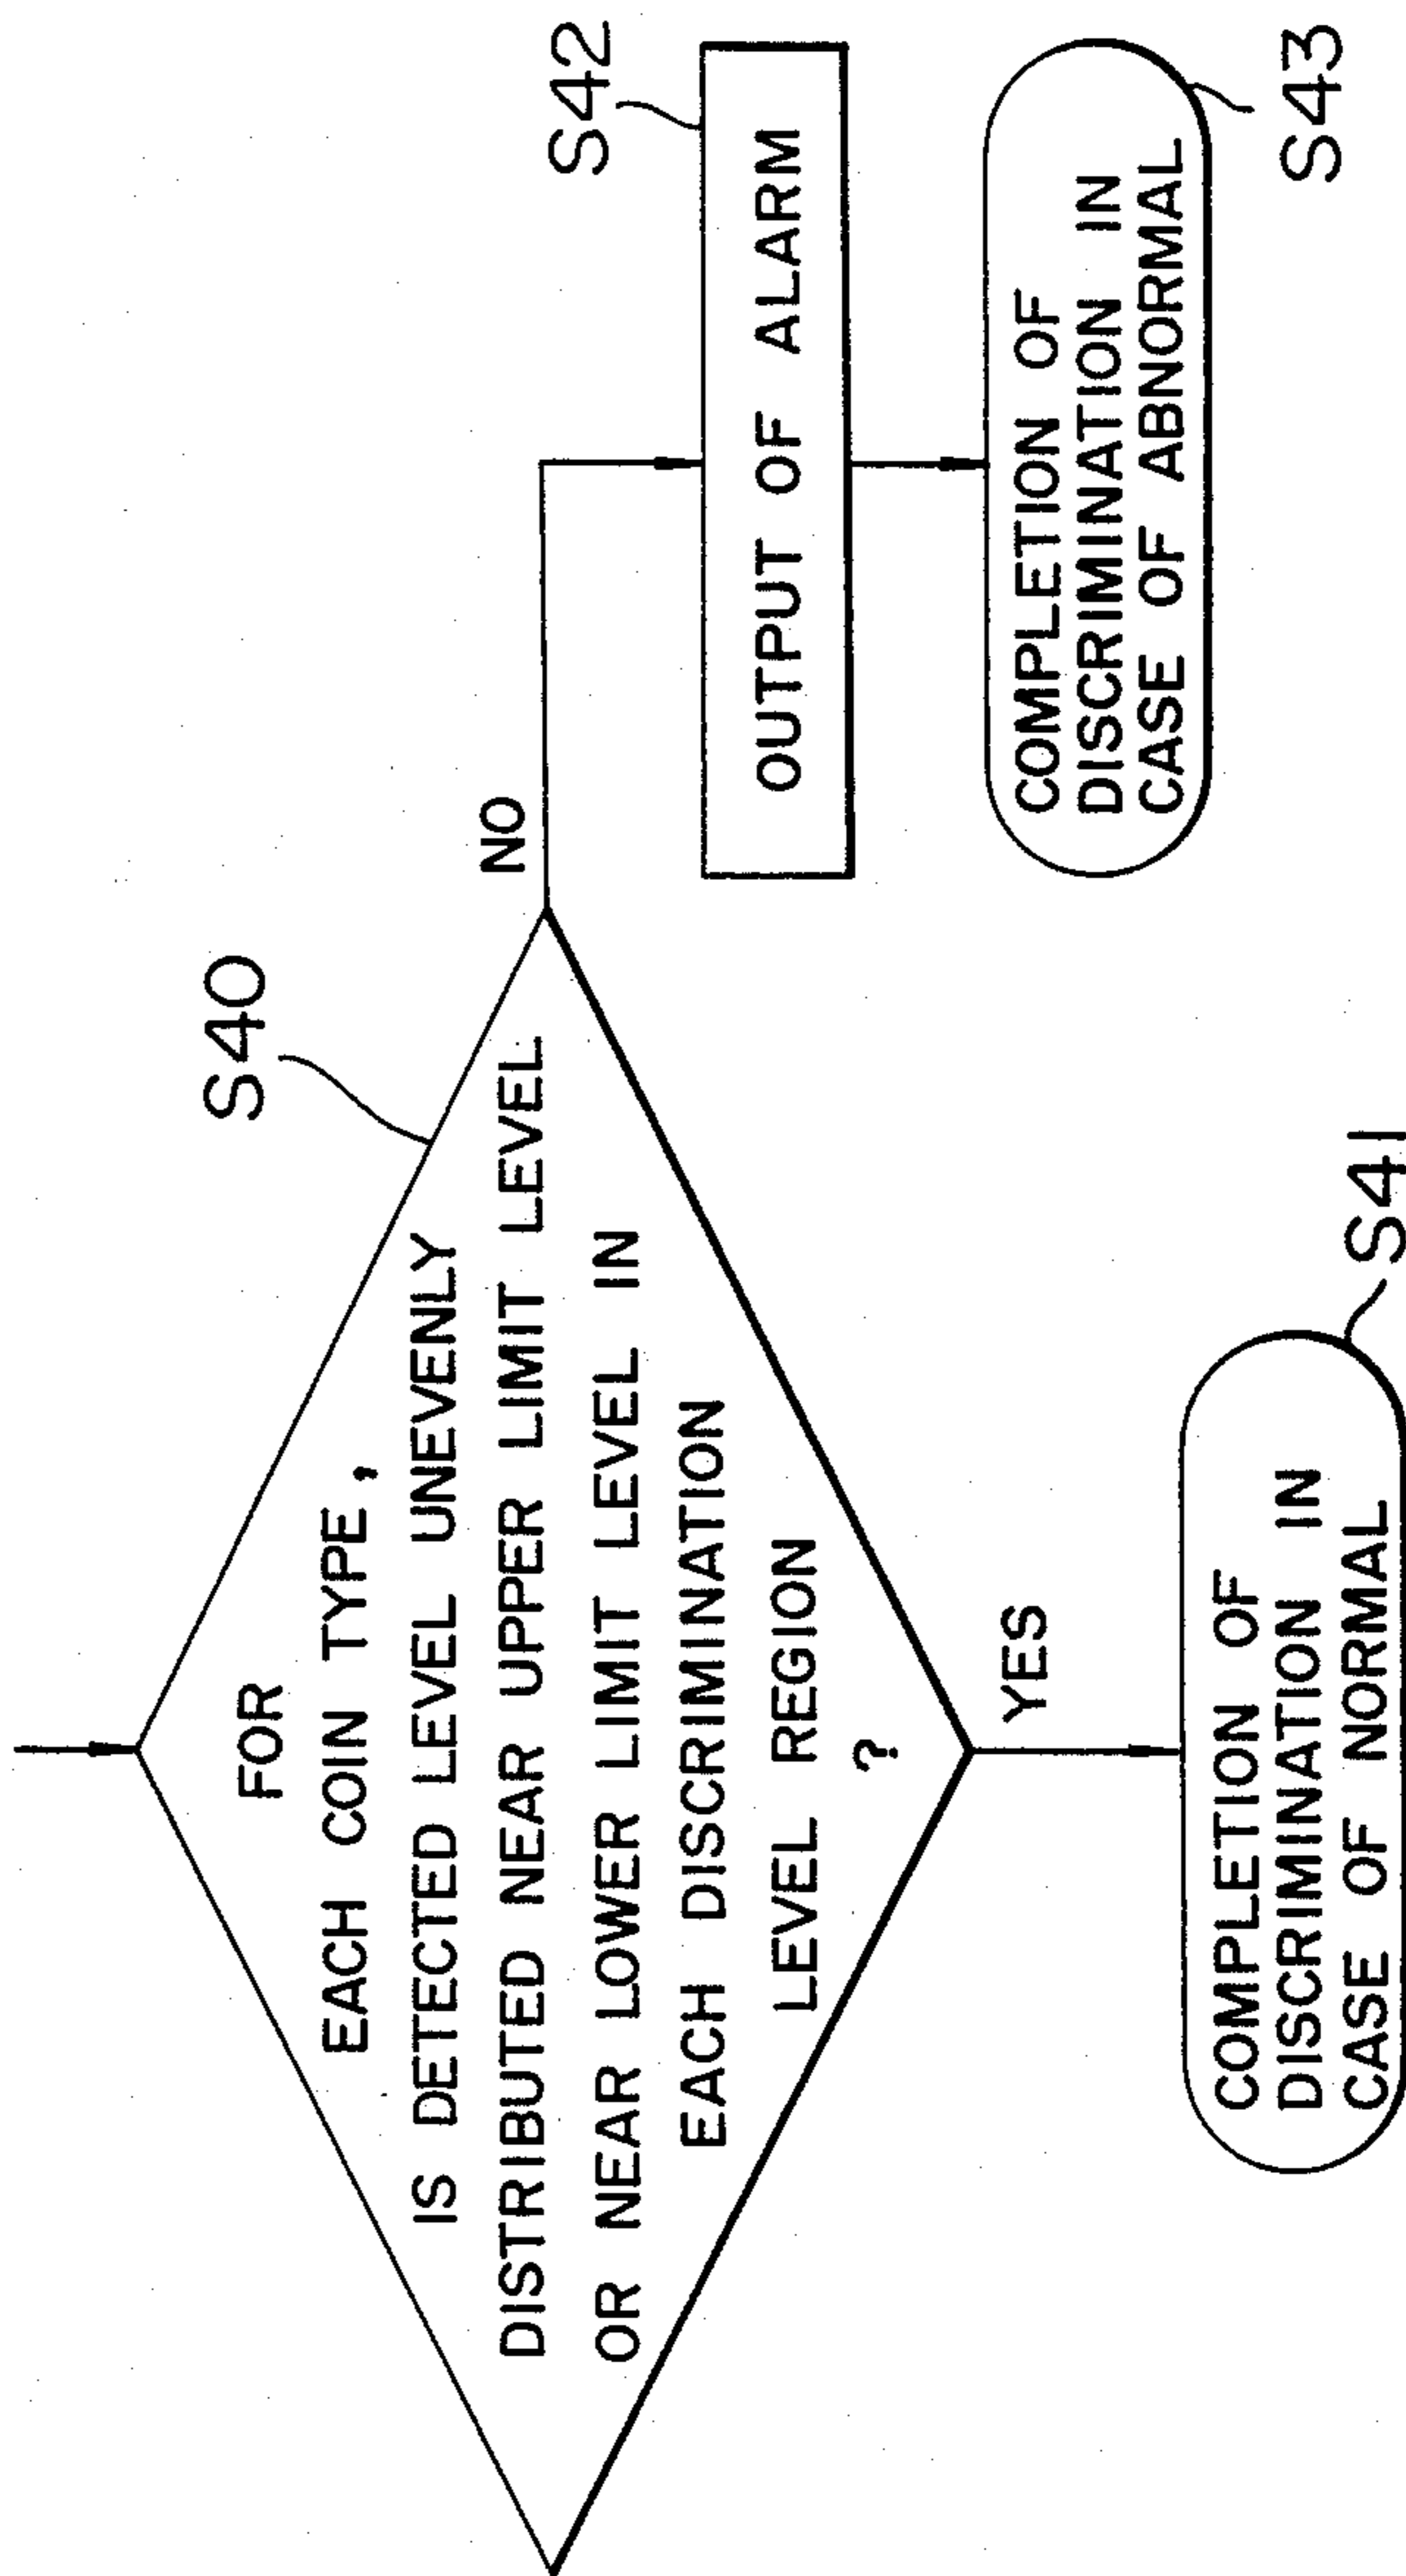 S40
FOR
EACH COIN TYPE,
IS DETECTED LEVEL UNEVENLY
DISTRIBUTED NEAR UPPER LIMIT LEVEL
OR NEAR LOWER LIMIT LEVEL IN
EACH DISCRIMINATION
LEVEL REGION
?
NO
YES
S42
OUTPUT OF ALARM
COMPLETION OF
DISCRIMINATION IN
CASE OF ABNORMAL
S43
COMPLETION OF
DISCRIMINATION IN
CASE OF NORMAL
S41